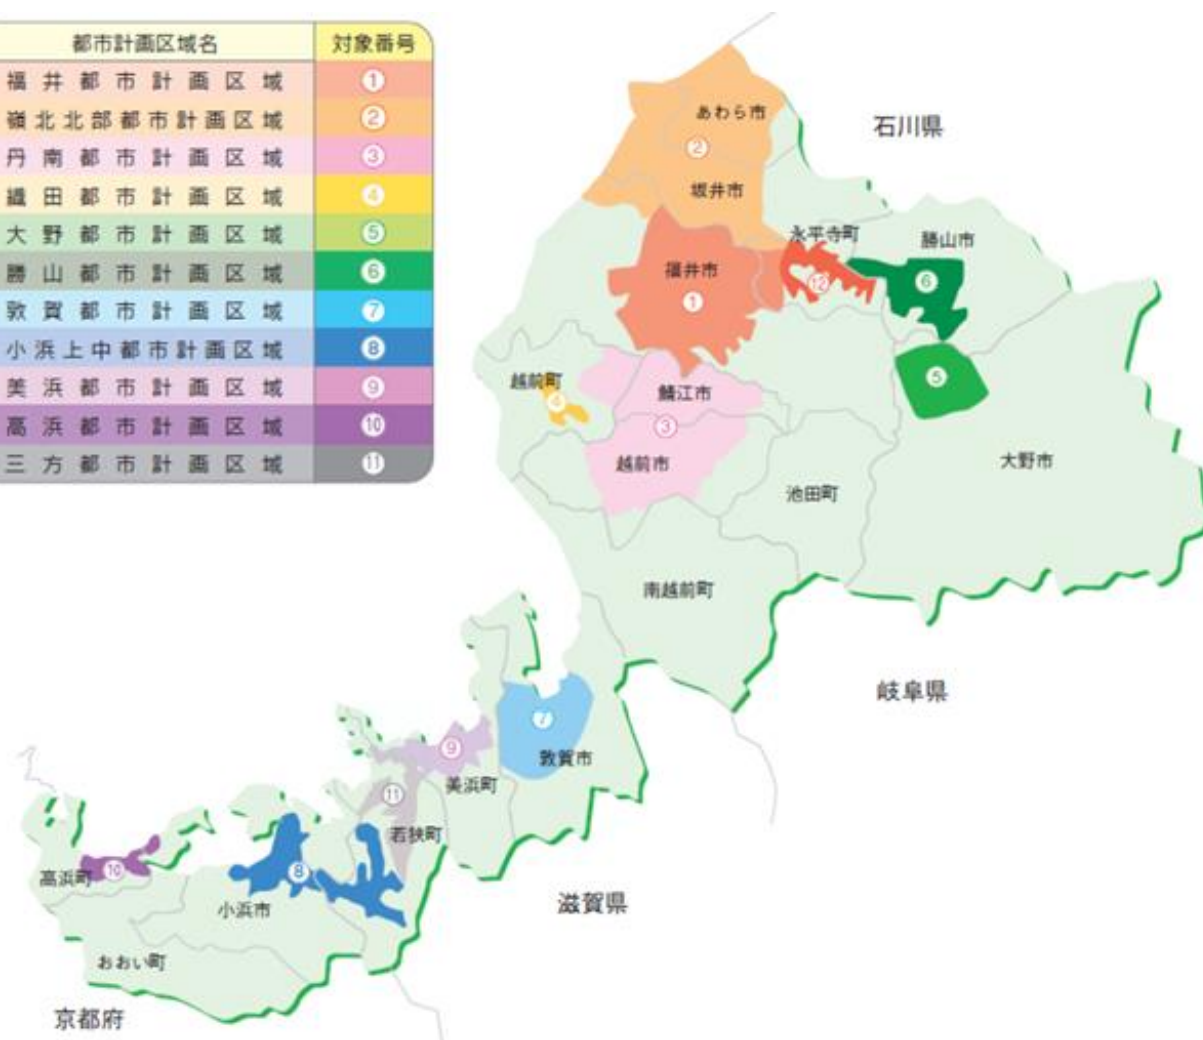 都市計画区域名 対象番号
福井都市計画区域 ①
嶺北北部都市計画区域 ②
丹南都市計画区域 ③
織田都市計画区域 ④
大野都市計画区域 ⑤
勝山都市計画区域 ⑥
敦賀都市計画区域 ⑦
小浜上中都市計画区域 ⑧
美浜都市計画区域 ⑨
高浜都市計画区域 ⑩
三方都市計画区域 ⑪
あわら市
石川県
②
坂井市
永平寺町
勝山市
福井市
⑫
⑥
①
越前町
④
鯖江市
⑤
③
越前市
大野市
池田町
南越前町
岐阜県
⑦
⑨
敦賀市
美浜町
⑪
若狭町
高浜町
⑩
⑧
小浜市
滋賀県
おおい町
京都府